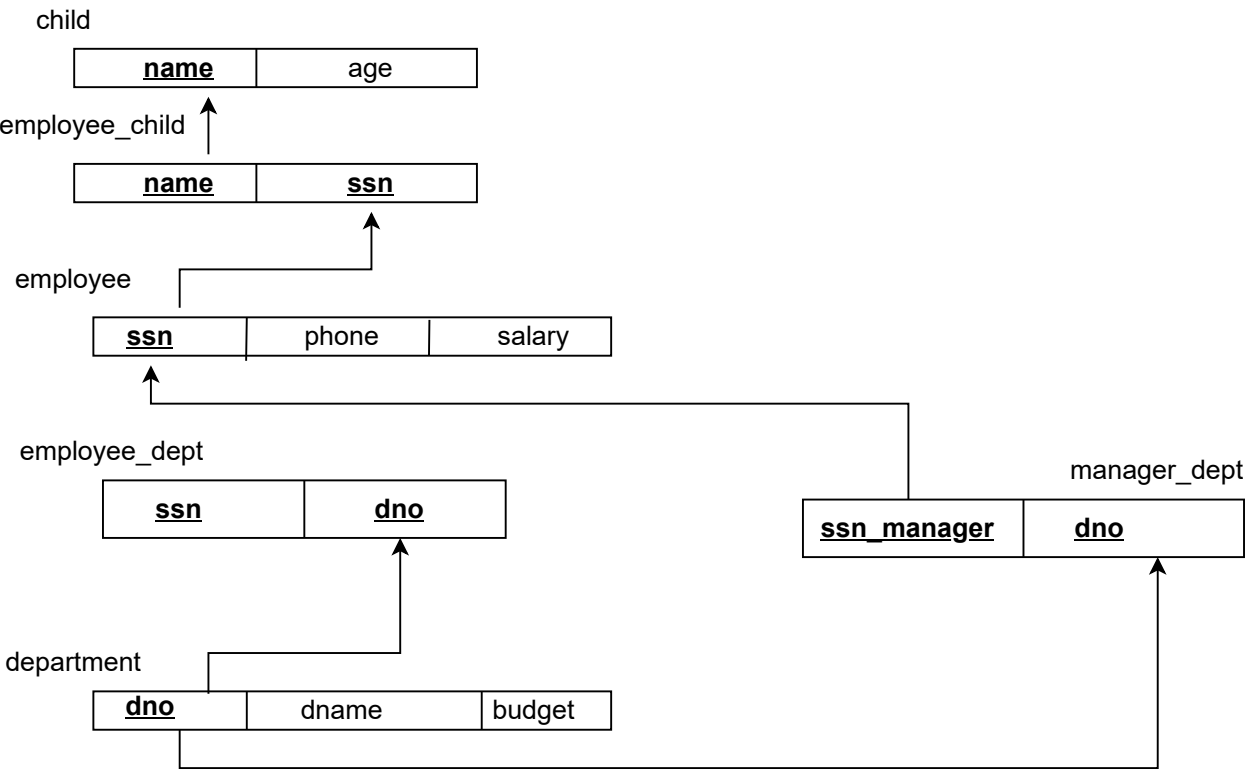 child
name age
employee_child
name ssn
employee
ssn phone salary
employee_dept
manager_dept
ssn dno
ssn_manager dno
department
dno dname budget